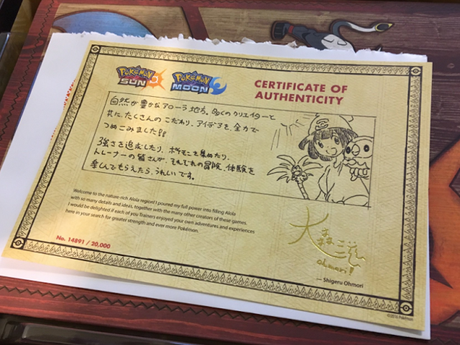 POKÉMON SUN
POKÉMON MOON
CERTIFICATE OF
AUTHENTICITY
自然が豊かなアローラ地方。多くのクリエイターと
共に、たくさんのこだわり、アイデアを、全力で
つめこみました!!
強さを追求したり、ポケモンを集めたり、
トレーナーの皆さんが、それぞれの冒険、体験を
楽しんでもらえたら、うれしいです。
Welcome to the nature-rich Alola region! I poured my full power into filling Alola
with so many details and ideas, together with the many other creators of these games.
I would be delighted if each of you Trainers enjoyed your own adventures and experiences
here in your search for greater strength and ever more Pokémon.
No. 14891 / 20,000
ohmori!
— Shigeru Ohmori